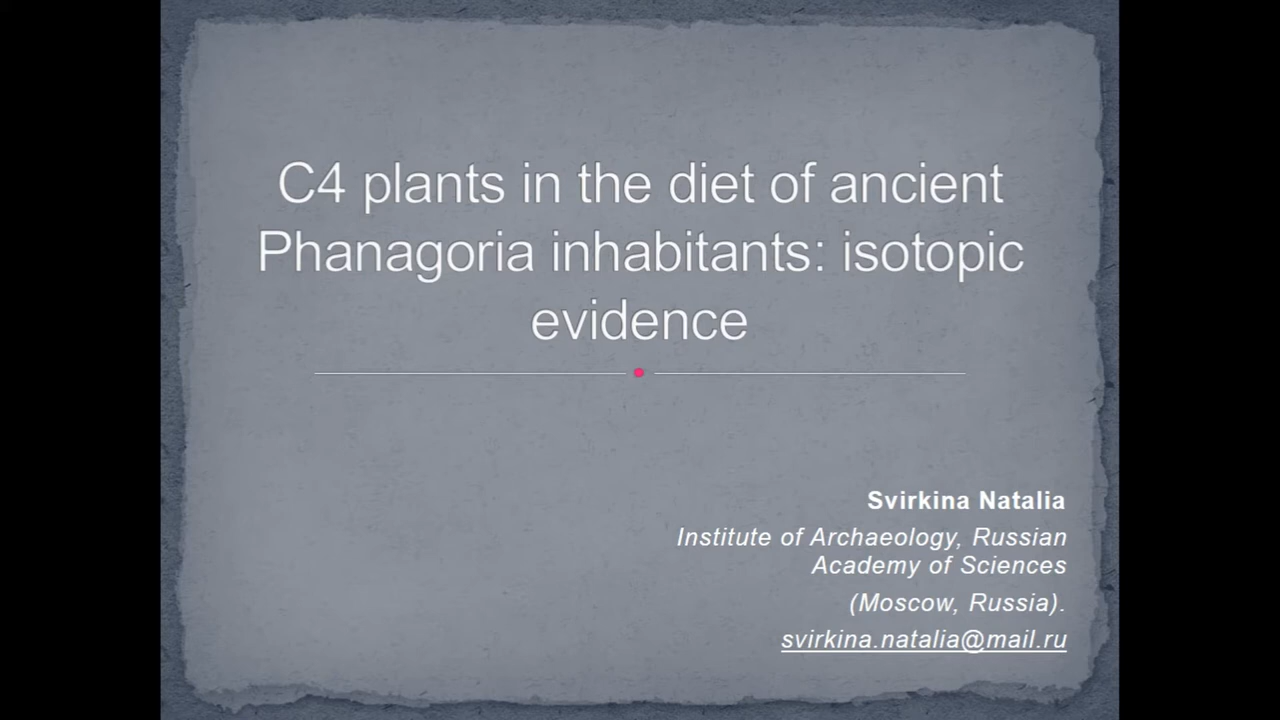 C4 plants in the diet of ancient
Phanagoria inhabitants: isotopic
evidence
Svirkina Natalia
Institute of Archaeology, Russian
Academy of Sciences
(Moscow, Russia).
svirkina.natalia@mail.ru